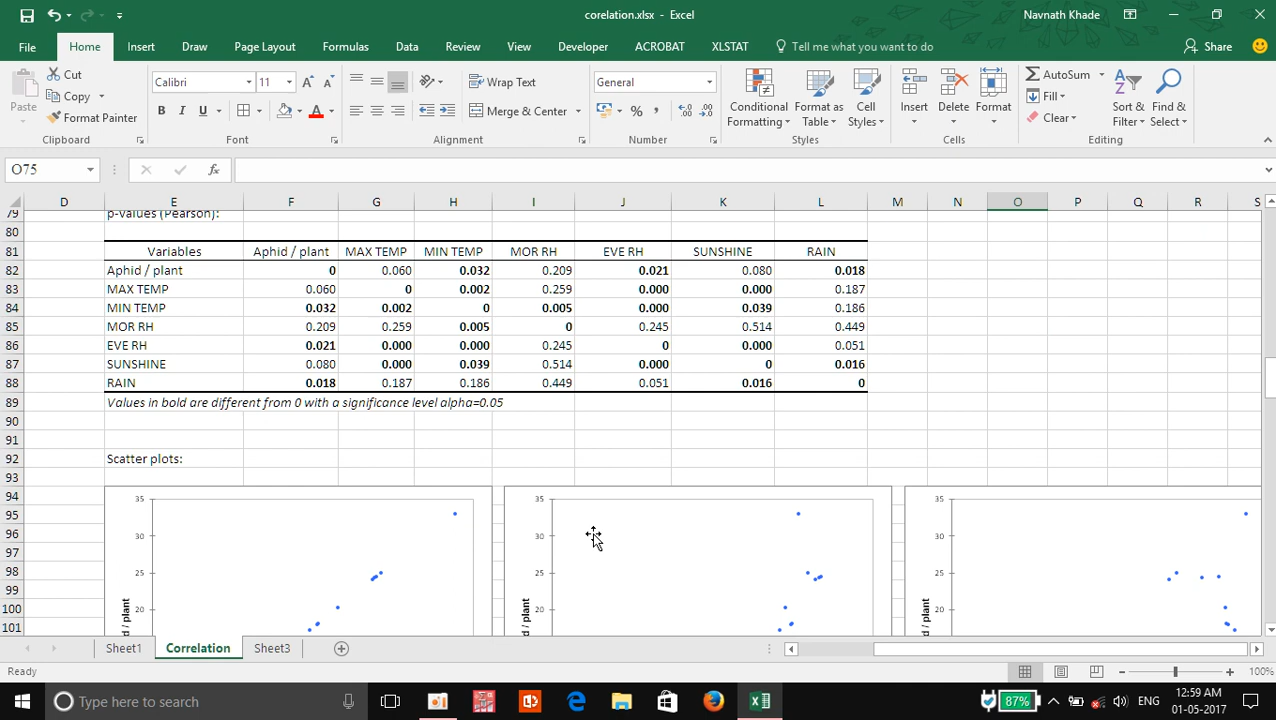 corelation.xlsx - Excel
Navnath Khade
File Home Insert Draw Page Layout Formulas Data Review View Developer ACROBAT XLSTAT Tell me what you want to do Share
Paste
Cut
Copy
Format Painter
Clipboard
Calibri 11
B I U
Font
Wrap Text
Merge & Center
Alignment
General
Number
Conditional Formatting
Format as Table
Cell Styles
Styles
Insert Delete Format
Cells
AutoSum
Fill
Clear
Sort & Filter
Find & Select
Editing
O75 fx
D E F G H I J K L M N O P Q R S
79 p-values (Pearson):
80
81 Variables Aphid / plant MAX TEMP MIN TEMP MOR RH EVE RH SUNSHINE RAIN
82 Aphid / plant 0 0.060 0.032 0.209 0.021 0.080 0.018
83 MAX TEMP 0.060 0 0.002 0.259 0.000 0.000 0.187
84 MIN TEMP 0.032 0.002 0 0.005 0.000 0.039 0.186
85 MOR RH 0.209 0.259 0.005 0 0.245 0.514 0.449
86 EVE RH 0.021 0.000 0.000 0.245 0 0.000 0.051
87 SUNSHINE 0.080 0.000 0.039 0.514 0.000 0 0.016
88 RAIN 0.018 0.187 0.186 0.449 0.051 0.016 0
89 Values in bold are different from 0 with a significance level alpha=0.05
90
91
92 Scatter plots:
93
94
95
96
97
98
99
100
101
35
30
25
20
d / plant
35
30
25
20
d / plant
35
30
25
20
d / plant
Sheet1 Correlation Sheet3
Ready
100%
Type here to search
87%
ENG
12:59 AM
01-05-2017